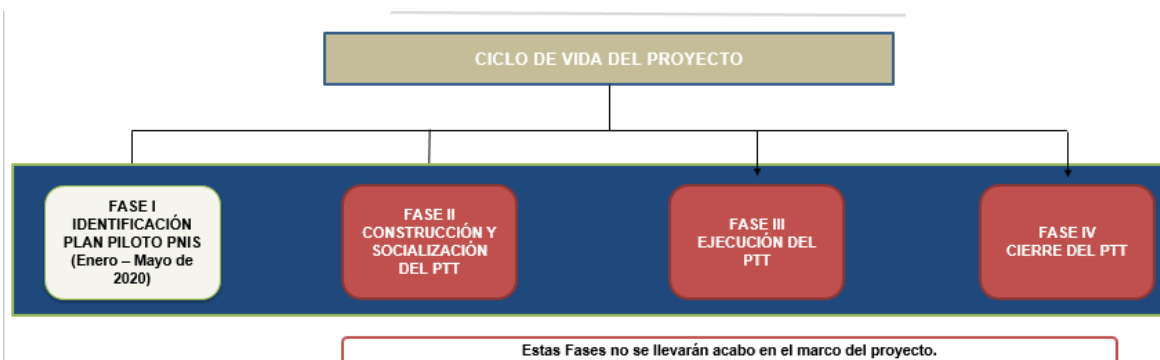 CICLO DE VIDA DEL PROYECTO
FASE I
IDENTIFICACIÓN
PLAN PILOTO PNIS
(Enero – Mayo de
2020)
FASE II
CONSTRUCCIÓN Y
SOCIALIZACIÓN
DEL PTT
FASE III
EJECUCIÓN DEL
PTT
FASE IV
CIERRE DEL PTT
Estas Fases no se llevarán acabo en el marco del proyecto.